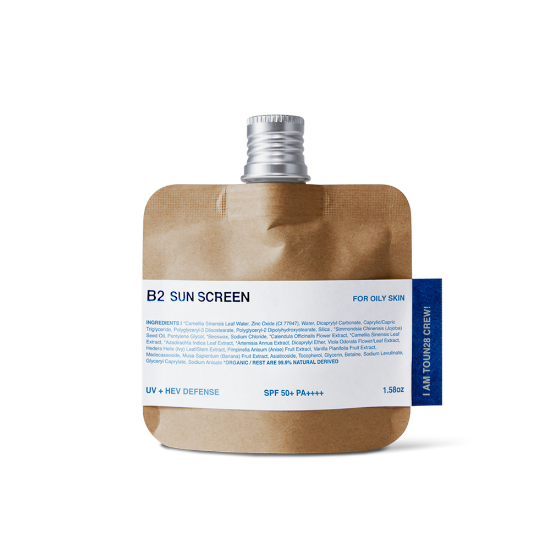 B2 SUN SCREEN
FOR OILY SKIN
INGREDIENTS I *Camellia Sinensis Leaf Water, Zinc Oxide (CI 77947), Water, Dicaprylyl Carbonate, Caprylic/Capric
Triglyceride, Polyglyceryl-3 Diisostearate, Polyglyceryl-2 Dipolyhydroxystearate, Silica, *Simmondsia Chinensis (Jojoba)
Seed Oil, Pentylene Glycol, *Beeswax, Sodium Chloride, *Calendula Officinalis Flower Extract, *Camellia Sinensis Leaf
Extract, *Azadirachta Indica Leaf Extract, *Artemisia Annua Extract, Dicaprylyl Ether, Viola Odorata Flower/Leaf Extract,
Hedera Helix (Ivy) Leaf/Stem Extract, Pimpinella Anisum (Anise) Fruit Extract, Vanilla Planifolia Fruit Extract,
Madecassoside, Musa Sapientum (Banana) Fruit Extract, Asiaticoside, Tocopherol, Glycerin, Betaine, Sodium Levulinate,
Glyceryl Caprylate, Sodium Anisate *ORGANIC / REST ARE 99.9% NATURAL DERIVED
UV + HEV DEFENSE
SPF 50+ PA++++
1.58oz
I AM TOUN28 CREW!